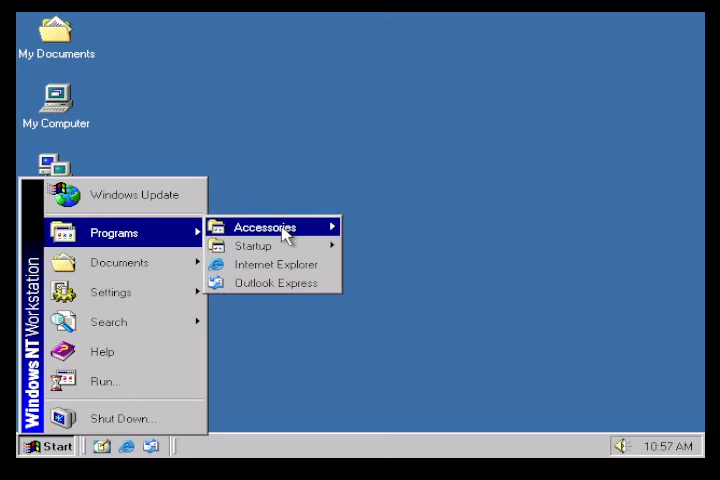 My Documents
My Computer
Windows Update
Programs
Documents
Settings
Search
Help
Run...
Shut Down...
Accessories
Startup
Internet Explorer
Outlook Express
Windows NT Workstation
Start
10:57 AM